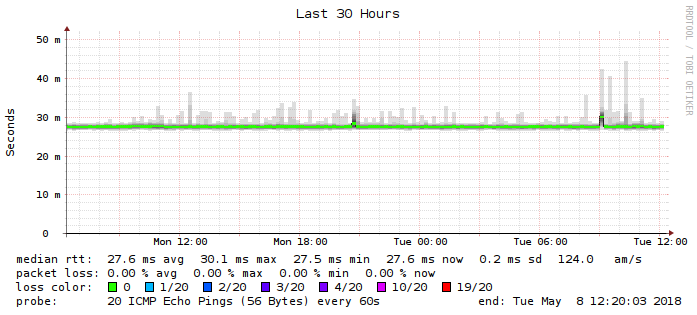 Last 30 Hours
RRDTOOL / TOBI OETIKER
Seconds
50 m
40 m
30 m
20 m
10 m
0
Mon 12:00 Mon 18:00 Tue 00:00 Tue 06:00 Tue 12:00
median rtt: 27.6 ms avg 30.1 ms max 27.5 ms min 27.6 ms now 0.2 ms sd 124.0 am/s
packet loss: 0.00 % avg 0.00 % max 0.00 % min 0.00 % now
loss color: 0 1/20 2/20 3/20 4/20 10/20 19/20
probe: 20 ICMP Echo Pings (56 Bytes) every 60s end: Tue May 8 12:20:03 2018